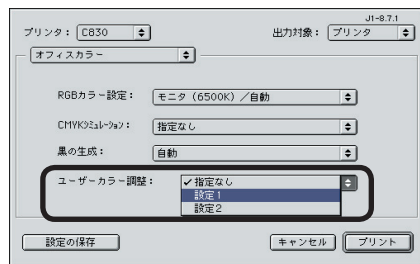 J1-8.7.1
プリンタ： C830 出力対象： プリンタ
オフィスカラー
RGBカラー設定： モニタ（6500K）／自動
CMYKシミュレーション： 指定なし
黒の生成： 自動
ユーザーカラー調整： ✓指定なし
設定1
設定2
設定の保存 キャンセル プリント